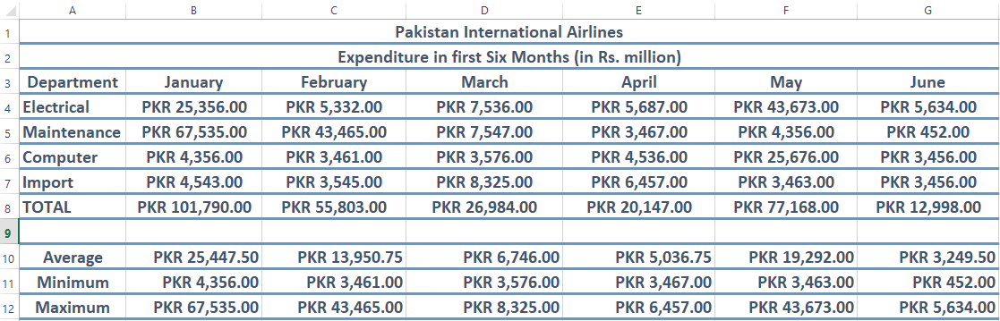 A B C D E F G
1 Pakistan International Airlines
2 Expenditure in first Six Months (in Rs. million)
3 Department January February March April May June
4 Electrical PKR 25,356.00 PKR 5,332.00 PKR 7,536.00 PKR 5,687.00 PKR 43,673.00 PKR 5,634.00
5 Maintenance PKR 67,535.00 PKR 43,465.00 PKR 7,547.00 PKR 3,467.00 PKR 4,356.00 PKR 452.00
6 Computer PKR 4,356.00 PKR 3,461.00 PKR 3,576.00 PKR 4,536.00 PKR 25,676.00 PKR 3,456.00
7 Import PKR 4,543.00 PKR 3,545.00 PKR 8,325.00 PKR 6,457.00 PKR 3,463.00 PKR 3,456.00
8 TOTAL PKR 101,790.00 PKR 55,803.00 PKR 26,984.00 PKR 20,147.00 PKR 77,168.00 PKR 12,998.00
9
10 Average PKR 25,447.50 PKR 13,950.75 PKR 6,746.00 PKR 5,036.75 PKR 19,292.00 PKR 3,249.50
11 Minimum PKR 4,356.00 PKR 3,461.00 PKR 3,576.00 PKR 3,467.00 PKR 3,463.00 PKR 452.00
12 Maximum PKR 67,535.00 PKR 43,465.00 PKR 8,325.00 PKR 6,457.00 PKR 43,673.00 PKR 5,634.00